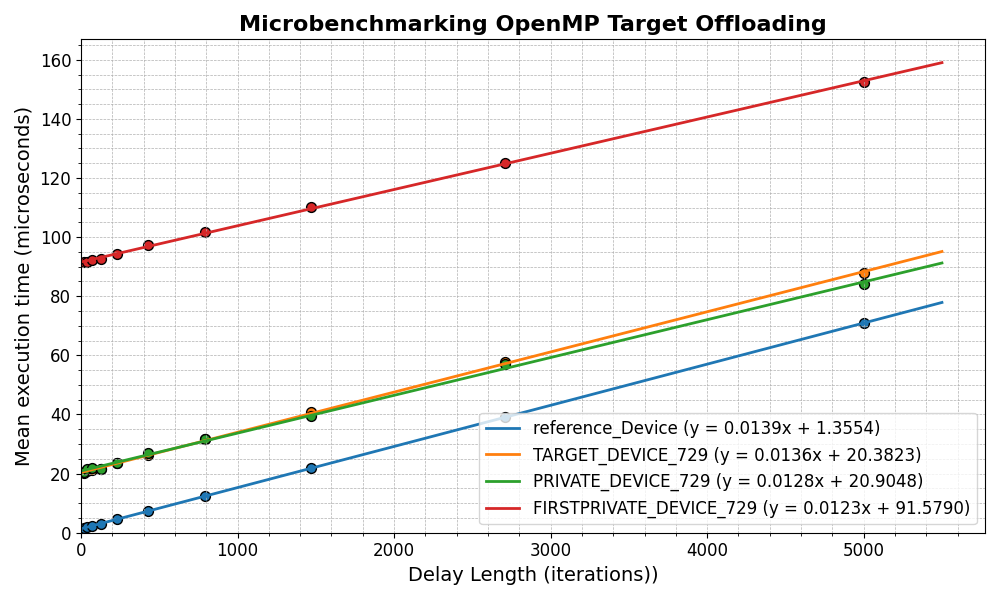 Microbenchmarking OpenMP Target Offloading
Mean execution time (microseconds)
160
140
120
100
80
60
40
20
0
reference_Device (y = 0.0139x + 1.3554)
TARGET_DEVICE_729 (y = 0.0136x + 20.3823)
PRIVATE_DEVICE_729 (y = 0.0128x + 20.9048)
FIRSTPRIVATE_DEVICE_729 (y = 0.0123x + 91.5790)
0 1000 2000 3000 4000 5000
Delay Length (iterations))